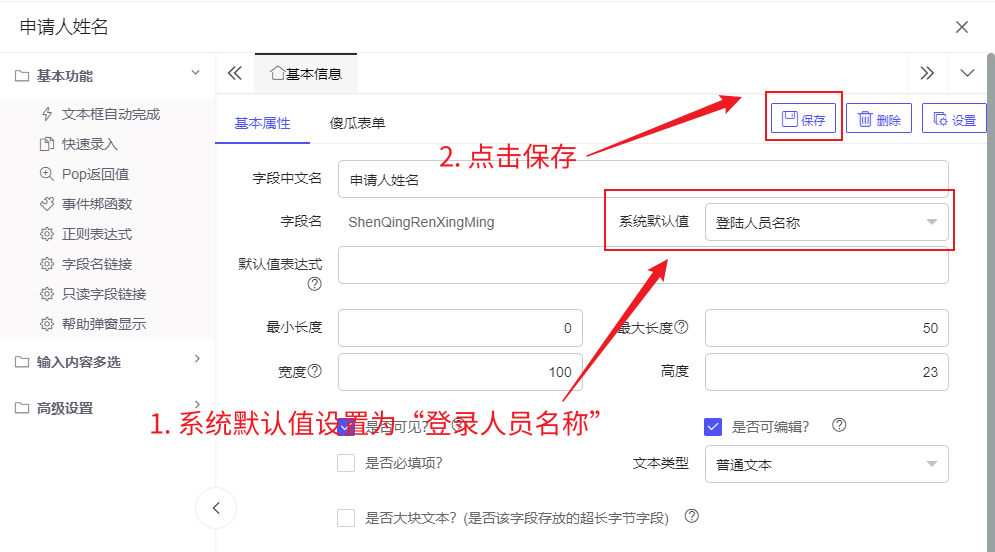 申请人姓名
基本功能
文本框自动完成
快速录入
Pop返回值
事件绑函数
正则表达式
字段名链接
只读字段链接
帮助弹窗显示
输入内容多选
高级设置
基本信息
基本属性 傻瓜表单
保存 删除 设置
2. 点击保存
字段中文名 申请人姓名
字段名 ShenQingRenXingMing 系统默认值 登陆人员名称
默认值表达式
最小长度 0 最大长度 50
宽度 100 高度 23
1. 系统默认值设置为“登录人员名称”
是否可见? 是否可编辑?
是否必填项? 文本类型 普通文本
是否大块文本? (是否该字段存放的超长字节字段)